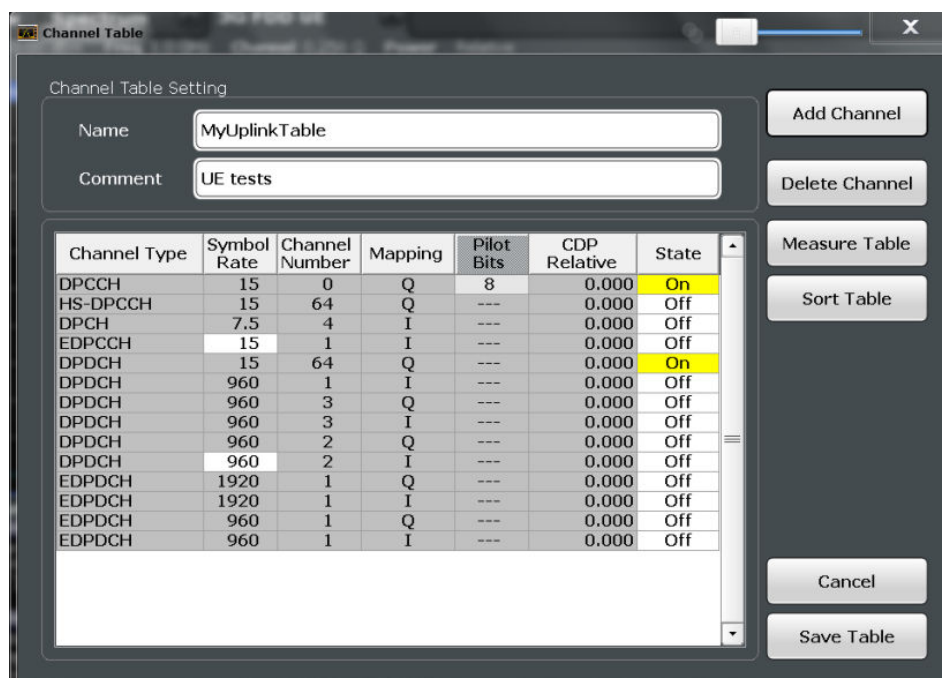 Channel Table
X
Channel Table Setting
Name MyUplinkTable
Comment UE tests
Add Channel
Delete Channel
Measure Table
Sort Table
Channel Type Symbol Rate Channel Number Mapping Pilot Bits CDP Relative State
DPCCH 15 0 Q 8 0.000 On
HS-DPCCH 15 64 Q --- 0.000 Off
DPCH 7.5 4 I --- 0.000 Off
EDPCCH 15 1 I --- 0.000 Off
DPDCH 15 64 Q --- 0.000 On
DPDCH 960 1 I --- 0.000 Off
DPDCH 960 3 Q --- 0.000 Off
DPDCH 960 3 I --- 0.000 Off
DPDCH 960 2 Q --- 0.000 Off
DPDCH 960 2 I --- 0.000 Off
EDPDCH 1920 1 Q --- 0.000 Off
EDPDCH 1920 1 I --- 0.000 Off
EDPDCH 960 1 Q --- 0.000 Off
EDPDCH 960 1 I --- 0.000 Off
Cancel
Save Table